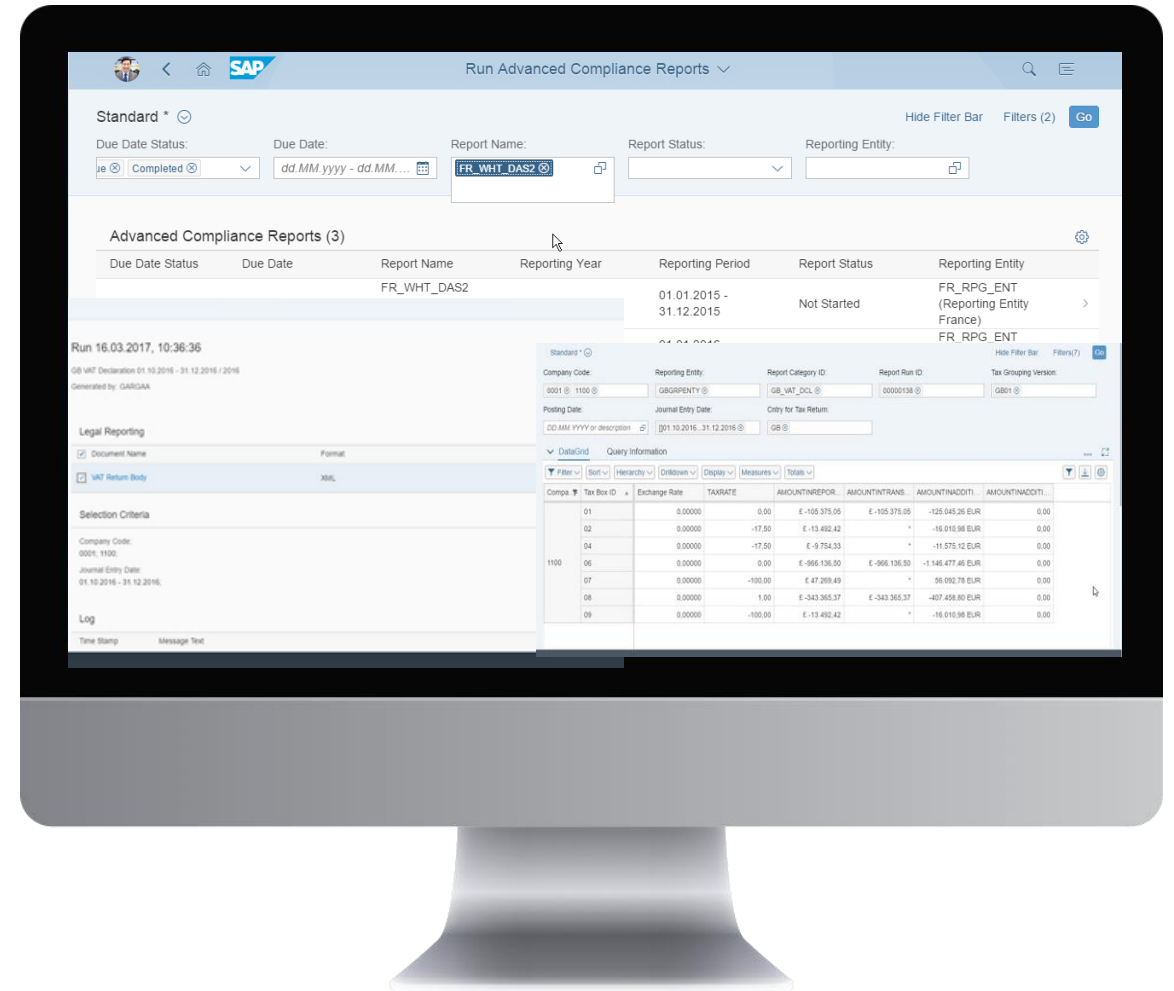 SAP
Run Advanced Compliance Reports
Standard *
Hide Filter Bar Filters (2) Go
Due Date Status: Due Date: Report Name: Report Status: Reporting Entity:
Completed dd.MM.yyyy - dd.MM.... FR_WHT_DAS2
Advanced Compliance Reports (3)
Due Date Status Due Date Report Name Reporting Year Reporting Period Report Status Reporting Entity
FR_WHT_DAS2 01.01.2015 - 31.12.2015 Not Started FR_RPG_ENT (Reporting Entity France)
FR_RPG_ENT
Run 16.03.2017, 10:36:36
GB VAT Declaration 01.10.2016 - 31.12.2016 / 2016
Generated by: GARGAA
Legal Reporting
Document Name Format
VAT Return Body XML
Selection Criteria
Company Code:
0001; 1100;
Journal Entry Date:
01.10.2016 - 31.12.2016;
Log
Time Stamp Message Text
Standard * Hide Filter Bar Filters(7) Go
Company Code: Reporting Entity: Report Category ID: Report Run ID: Tax Grouping Version:
0001 1100 GBGRPENTY GB_VAT_DCL 00000138 GB01
Posting Date: Journal Entry Date: Cntry for Tax Return:
DD.MM.YYYY or description []01.10.2016...31.12.2016 GB
DataGrid Query Information ...
Filter Sort Hierarchy Drilldown Display Measures Totals
Compa. Tax Box ID Exchange Rate TAXRATE AMOUNTINREPOR... AMOUNTINTRANS... AMOUNTINADDITI... AMOUNTINADDITI...
01 0,00000 0,00 £ -105.375,05 £ -105.375,05 -125.045,26 EUR 0,00
02 0,00000 -17,50 £ -13.492,42 * -16.010,98 EUR 0,00
04 0,00000 -17,50 £ -9.754,33 * -11.575,12 EUR 0,00
1100 06 0,00000 0,00 £ -966.136,50 £ -966.136,50 -1.146.477,46 EUR 0,00
07 0,00000 -100,00 £ 47.269,49 * 56.092,78 EUR 0,00
08 0,00000 1,00 £ -343.365,37 £ -343.365,37 -407.458,80 EUR 0,00
09 0,00000 -100,00 £ -13.492,42 * -16.010,98 EUR 0,00